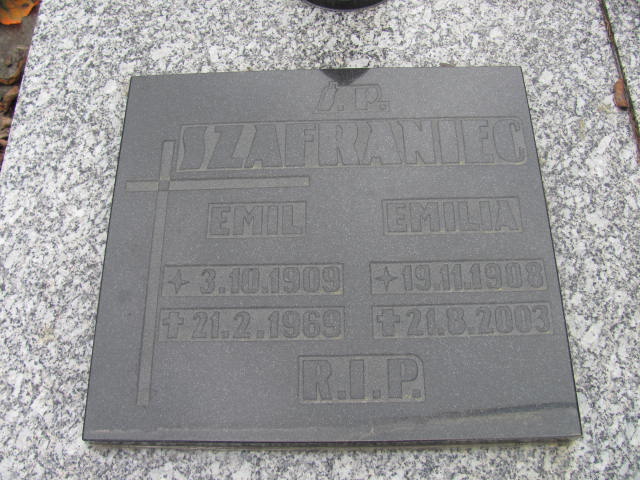 Ś.P.
SZAFRANIEC
EMIL EMILIA
3.10.1909 19.11.1908
21.2.1969 21.8.2003
R.I.P.